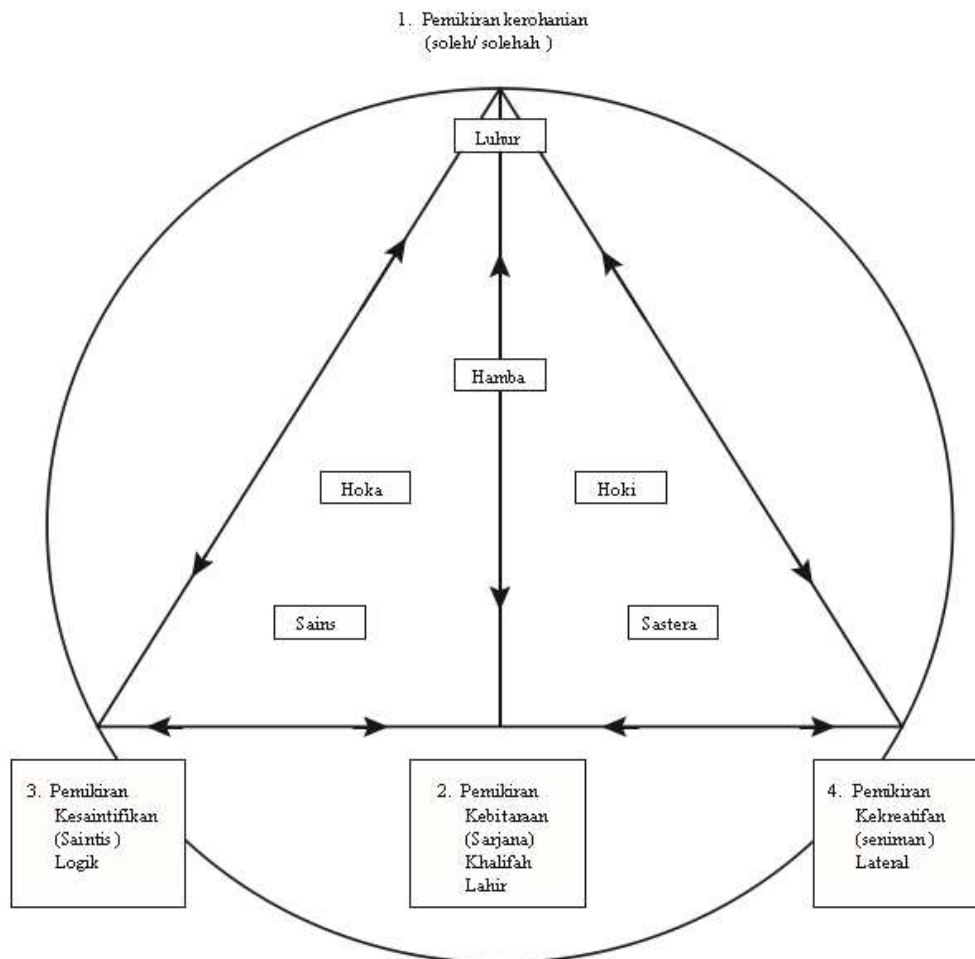 1. Pemikiran kerohanian
(soleh/ solehah )
Luhur
Hamba
Hoka
Hoki
Sains
Sastera
3. Pemikiran
Kesaintifikan
(Saintis )
Logik
2. Pemikiran
Kebitaraan
(Sarjana)
Khalifah
Lahir
4. Pemikiran
Kekreatifan
(seniman )
Lateral